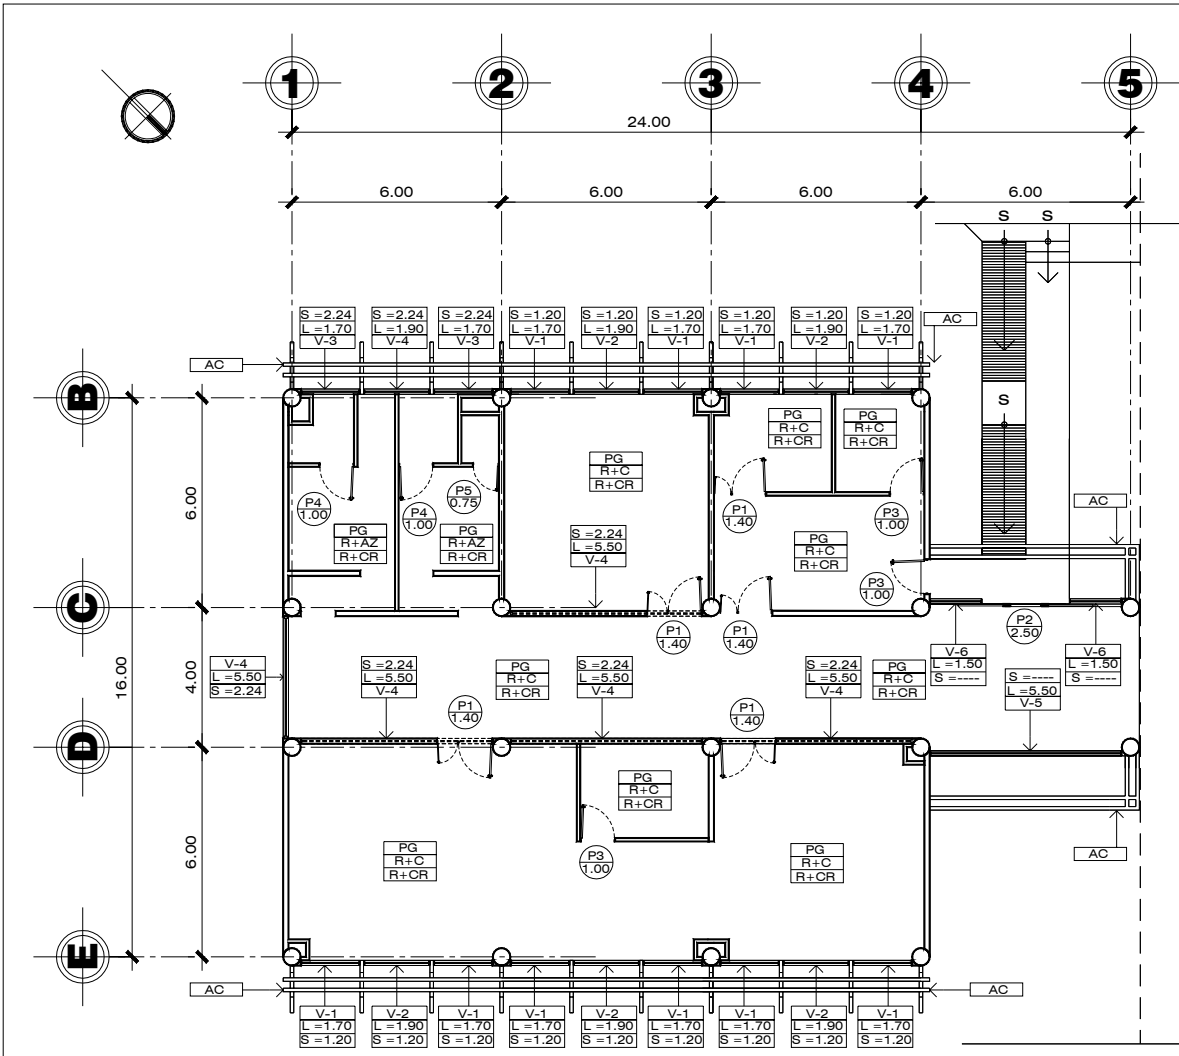 1 2 3 4 5
24.00
6.00 6.00 6.00 6.00
S S
S =2.24 S =2.24 S =2.24 S =1.20 S =1.20 S =1.20 S =1.20 S =1.20 S =1.20
L =1.70 L =1.90 L =1.70 L =1.70 L =1.90 L =1.70 L =1.70 L =1.90 L =1.70
V-3 V-4 V-3 V-1 V-2 V-1 V-1 V-2 V-1
AC
AC
B
S
PG PG
R+C R+C
R+CR R+CR
PG
R+C
R+CR
6.00
P5
0.75
P4
1.00
P4
1.00
P1
1.40
P3
1.00
AC
PG PG
R+AZ R+AZ
R+CR R+CR
S =2.24
L =5.50
V-4
PG
R+C
R+CR
P3
1.00
C
P1
1.40
P1
1.40
P2
2.50
16.00
4.00
V-4
L =5.50
S =2.24
S =2.24
L =5.50
V-4
PG
R+C
R+CR
S =2.24
L =5.50
V-4
S =2.24
L =5.50
V-4
PG
R+C
R+CR
V-6
L =1.50
S =----
V-6
L =1.50
S =----
S =----
L =5.50
V-5
P1
1.40
P1
1.40
D
PG
R+C
R+CR
6.00
PG
R+C
R+CR
P3
1.00
PG
R+C
R+CR
AC
E
AC AC
V-1 V-2 V-1 V-1 V-2 V-1 V-1 V-2 V-1
L =1.70 L =1.90 L =1.70 L =1.70 L =1.90 L =1.70 L =1.70 L =1.90 L =1.70
S =1.20 S =1.20 S =1.20 S =1.20 S =1.20 S =1.20 S =1.20 S =1.20 S =1.20